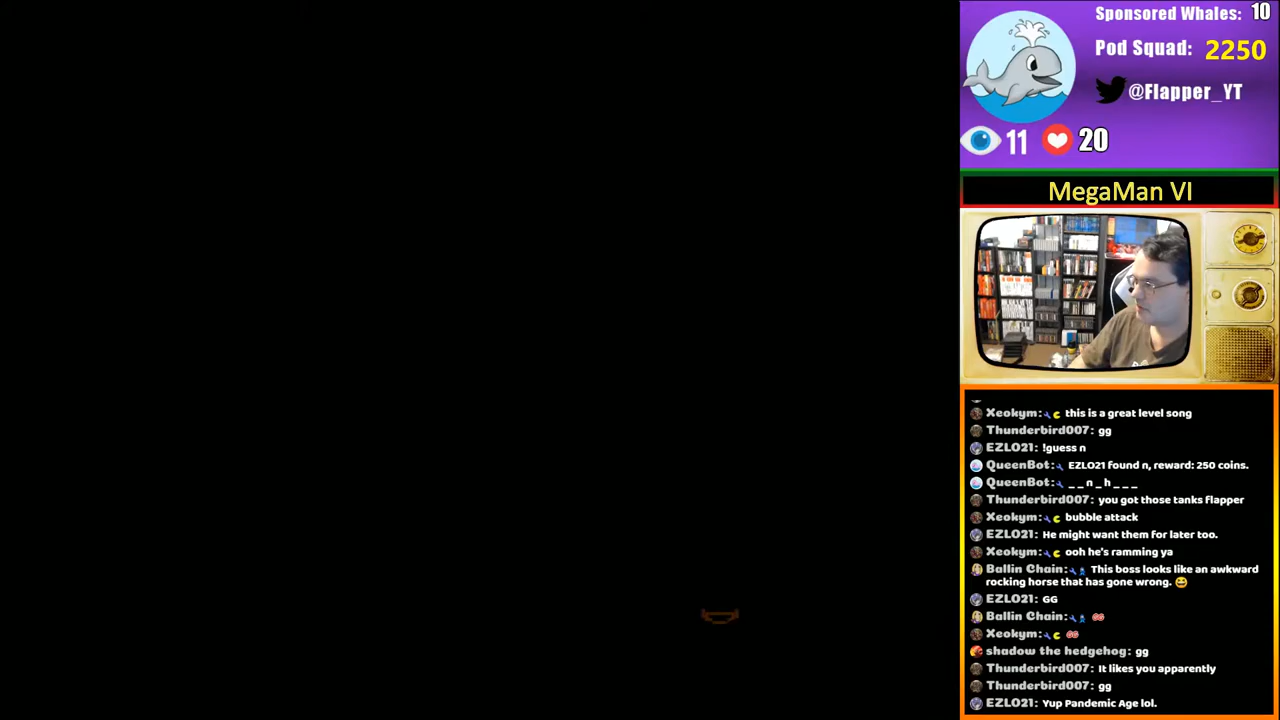 Sponsored Whales: 10
Pod Squad: 2250
@Flapper_YT
11 20
MegaMan VI
Xeokym: this is a great level song
Thunderbird007: gg
EZLO21: !guess n
QueenBot: EZLO21 found n, reward: 250 coins.
QueenBot: _ _ n _ h _ _ _
Thunderbird007: you got those tanks flapper
Xeokym: bubble attack
EZLO21: He might want them for later too.
Xeokym: ooh he's ramming ya
Ballin Chain: This boss looks like an awkward
rocking horse that has gone wrong. 😆
EZLO21: GG
Ballin Chain: GG
Xeokym: GG
shadow the hedgehog: gg
Thunderbird007: It likes you apparently
Thunderbird007: gg
EZLO21: Yup Pandemic Age lol.